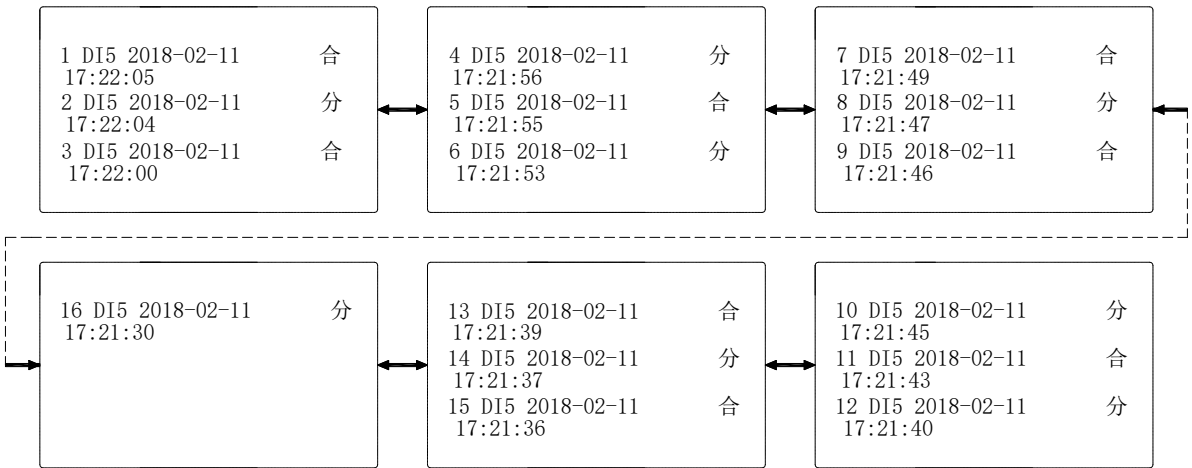 1 DI5 2018-02-11 合
17:22:05
2 DI5 2018-02-11 分
17:22:04
3 DI5 2018-02-11 合
17:22:00
4 DI5 2018-02-11 分
17:21:56
5 DI5 2018-02-11 合
17:21:55
6 DI5 2018-02-11 分
17:21:53
7 DI5 2018-02-11 合
17:21:49
8 DI5 2018-02-11 分
17:21:47
9 DI5 2018-02-11 合
17:21:46
16 DI5 2018-02-11 分
17:21:30
13 DI5 2018-02-11 合
17:21:39
14 DI5 2018-02-11 分
17:21:37
15 DI5 2018-02-11 合
17:21:36
10 DI5 2018-02-11 分
17:21:45
11 DI5 2018-02-11 合
17:21:43
12 DI5 2018-02-11 分
17:21:40